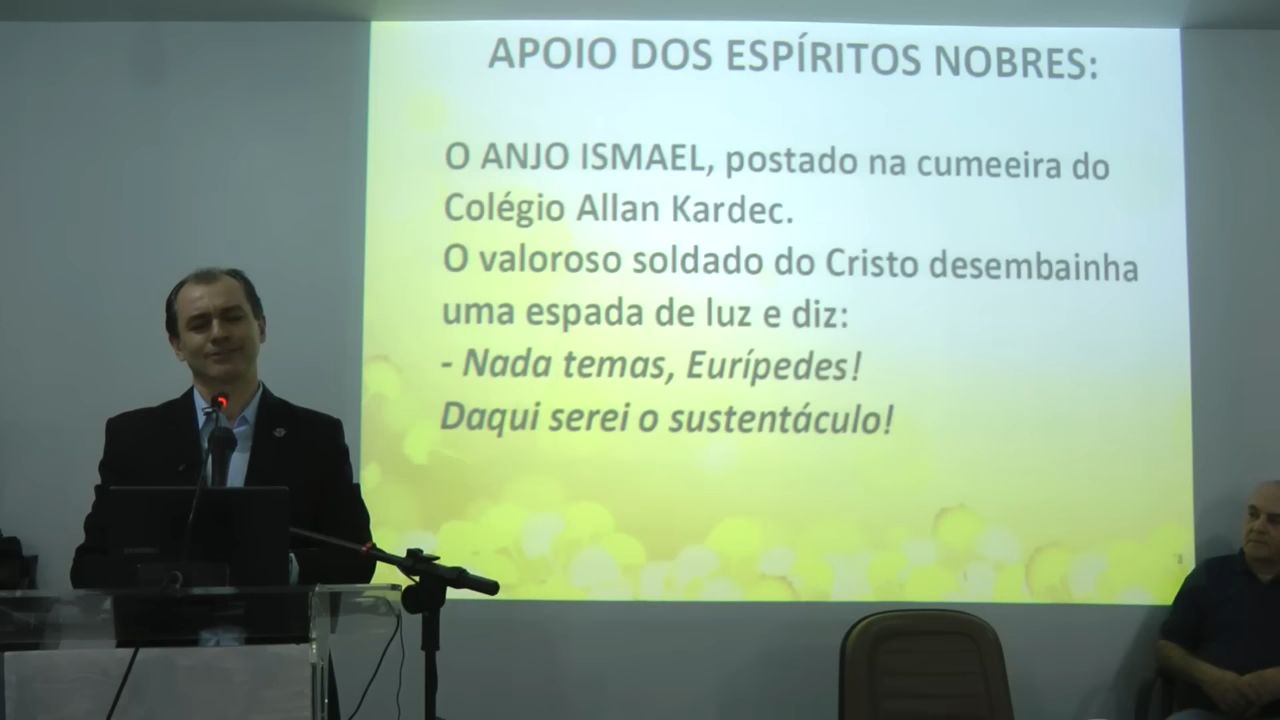 APOIO DOS ESPÍRITOS NOBRES:
O ANJO ISMAEL, postado na cumeeira do
Colégio Allan Kardec.
O valoroso soldado do Cristo desembainha
uma espada de luz e diz:
- Nada temas, Eurípedes!
Daqui serei o sustentáculo!